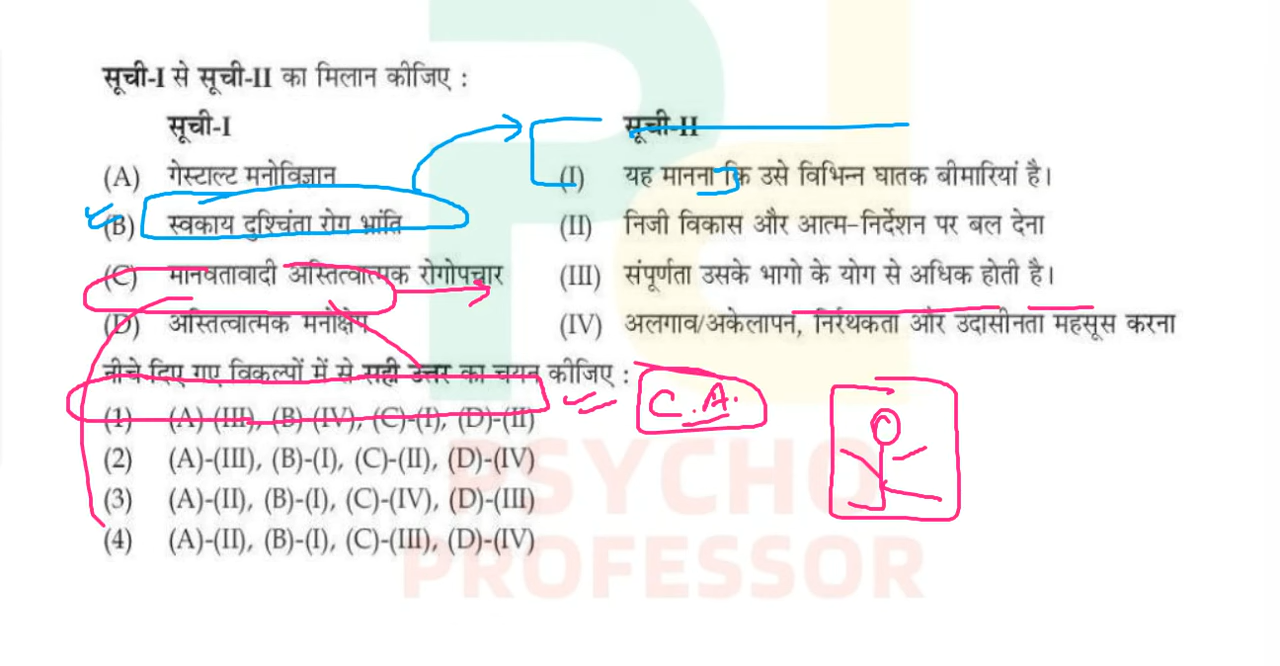 सूची-I से सूची-II का मिलान कीजिए :
सूची-I सूची-II
(A) गेस्टाल्ट मनोविज्ञान (I) यह मानना कि उसे विभिन्न घातक बीमारियां है।
(B) स्वकाय दुश्चिंता रोग भ्रांति (II) निजी विकास और आत्म-निर्देशन पर बल देना
(C) मानवतावादी अस्तित्वात्मक रोगोपचार (III) संपूर्णता उसके भागो के योग से अधिक होती है।
(D) अस्तित्वात्मक मनोक्षेप (IV) अलगाव/अकेलापन, निर्रथकता और उदासीनता महसूस करना
नीचे दिए गए विकल्पों में से सही उत्तर का चयन कीजिए :
C.A.
(1) (A)-(III), (B)-(IV), (C)-(I), (D)-(II)
(2) (A)-(III), (B)-(I), (C)-(II), (D)-(IV)
(3) (A)-(II), (B)-(I), (C)-(IV), (D)-(III)
(4) (A)-(II), (B)-(I), (C)-(III), (D)-(IV)
PSYCHO
PROFESSOR